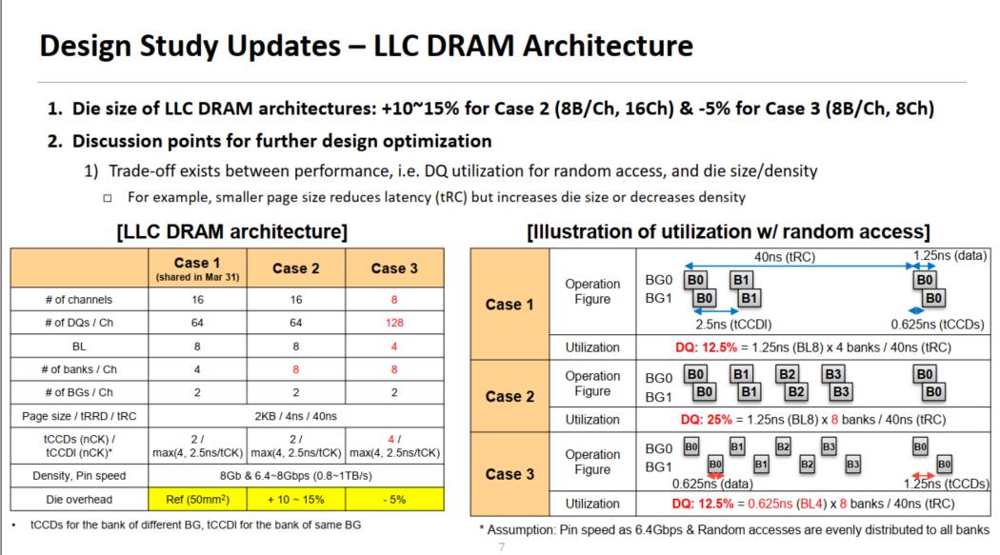 Design Study Updates – LLC DRAM Architecture
1. Die size of LLC DRAM architectures: +10~15% for Case 2 (8B/Ch, 16Ch) & -5% for Case 3 (8B/Ch, 8Ch)
2. Discussion points for further design optimization
1) Trade-off exists between performance, i.e. DQ utilization for random access, and die size/density
□ For example, smaller page size reduces latency (tRC) but increases die size or decreases density
[LLC DRAM architecture]
Case 1 (shared in Mar 31) Case 2 Case 3
# of channels 16 16 8
# of DQs / Ch 64 64 128
BL 8 8 4
# of banks / Ch 4 8 8
# of BGs / Ch 2 2 2
Page size / tRRD / tRC 2KB / 4ns / 40ns
tCCDs (nCK) / 2 / 2 / 4 /
tCCDl (nCK)* max(4, 2.5ns/tCK) max(4, 2.5ns/tCK) max(4, 2.5ns/tCK)
Density, Pin speed 8Gb & 6.4~8Gbps (0.8~1TB/s)
Die overhead Ref (50mm²) + 10 ~ 15% - 5%
• tCCDs for the bank of different BG, tCCDl for the bank of same BG
[Illustration of utilization w/ random access]
Case 1
Operation Figure
40ns (tRC) 1.25ns (data)
BG0 B0 B1 B0
BG1 B0 B1 B0
2.5ns (tCCDl) 0.625ns (tCCDs)
Utilization DQ: 12.5% = 1.25ns (BL8) x 4 banks / 40ns (tRC)
Case 2
Operation Figure
BG0 B0 B1 B2 B3 B0
BG1 B0 B1 B2 B3 B0
Utilization DQ: 25% = 1.25ns (BL8) x 8 banks / 40ns (tRC)
Case 3
Operation Figure
BG0 B0 B1 B2 B3 B0
BG1 B0 B1 B2 B3 B0
0.625ns (data) 1.25ns (tCCDs)
Utilization DQ: 12.5% = 0.625ns (BL4) x 8 banks / 40ns (tRC)
* Assumption: Pin speed as 6.4Gbps & Random accesses are evenly distributed to all banks
7